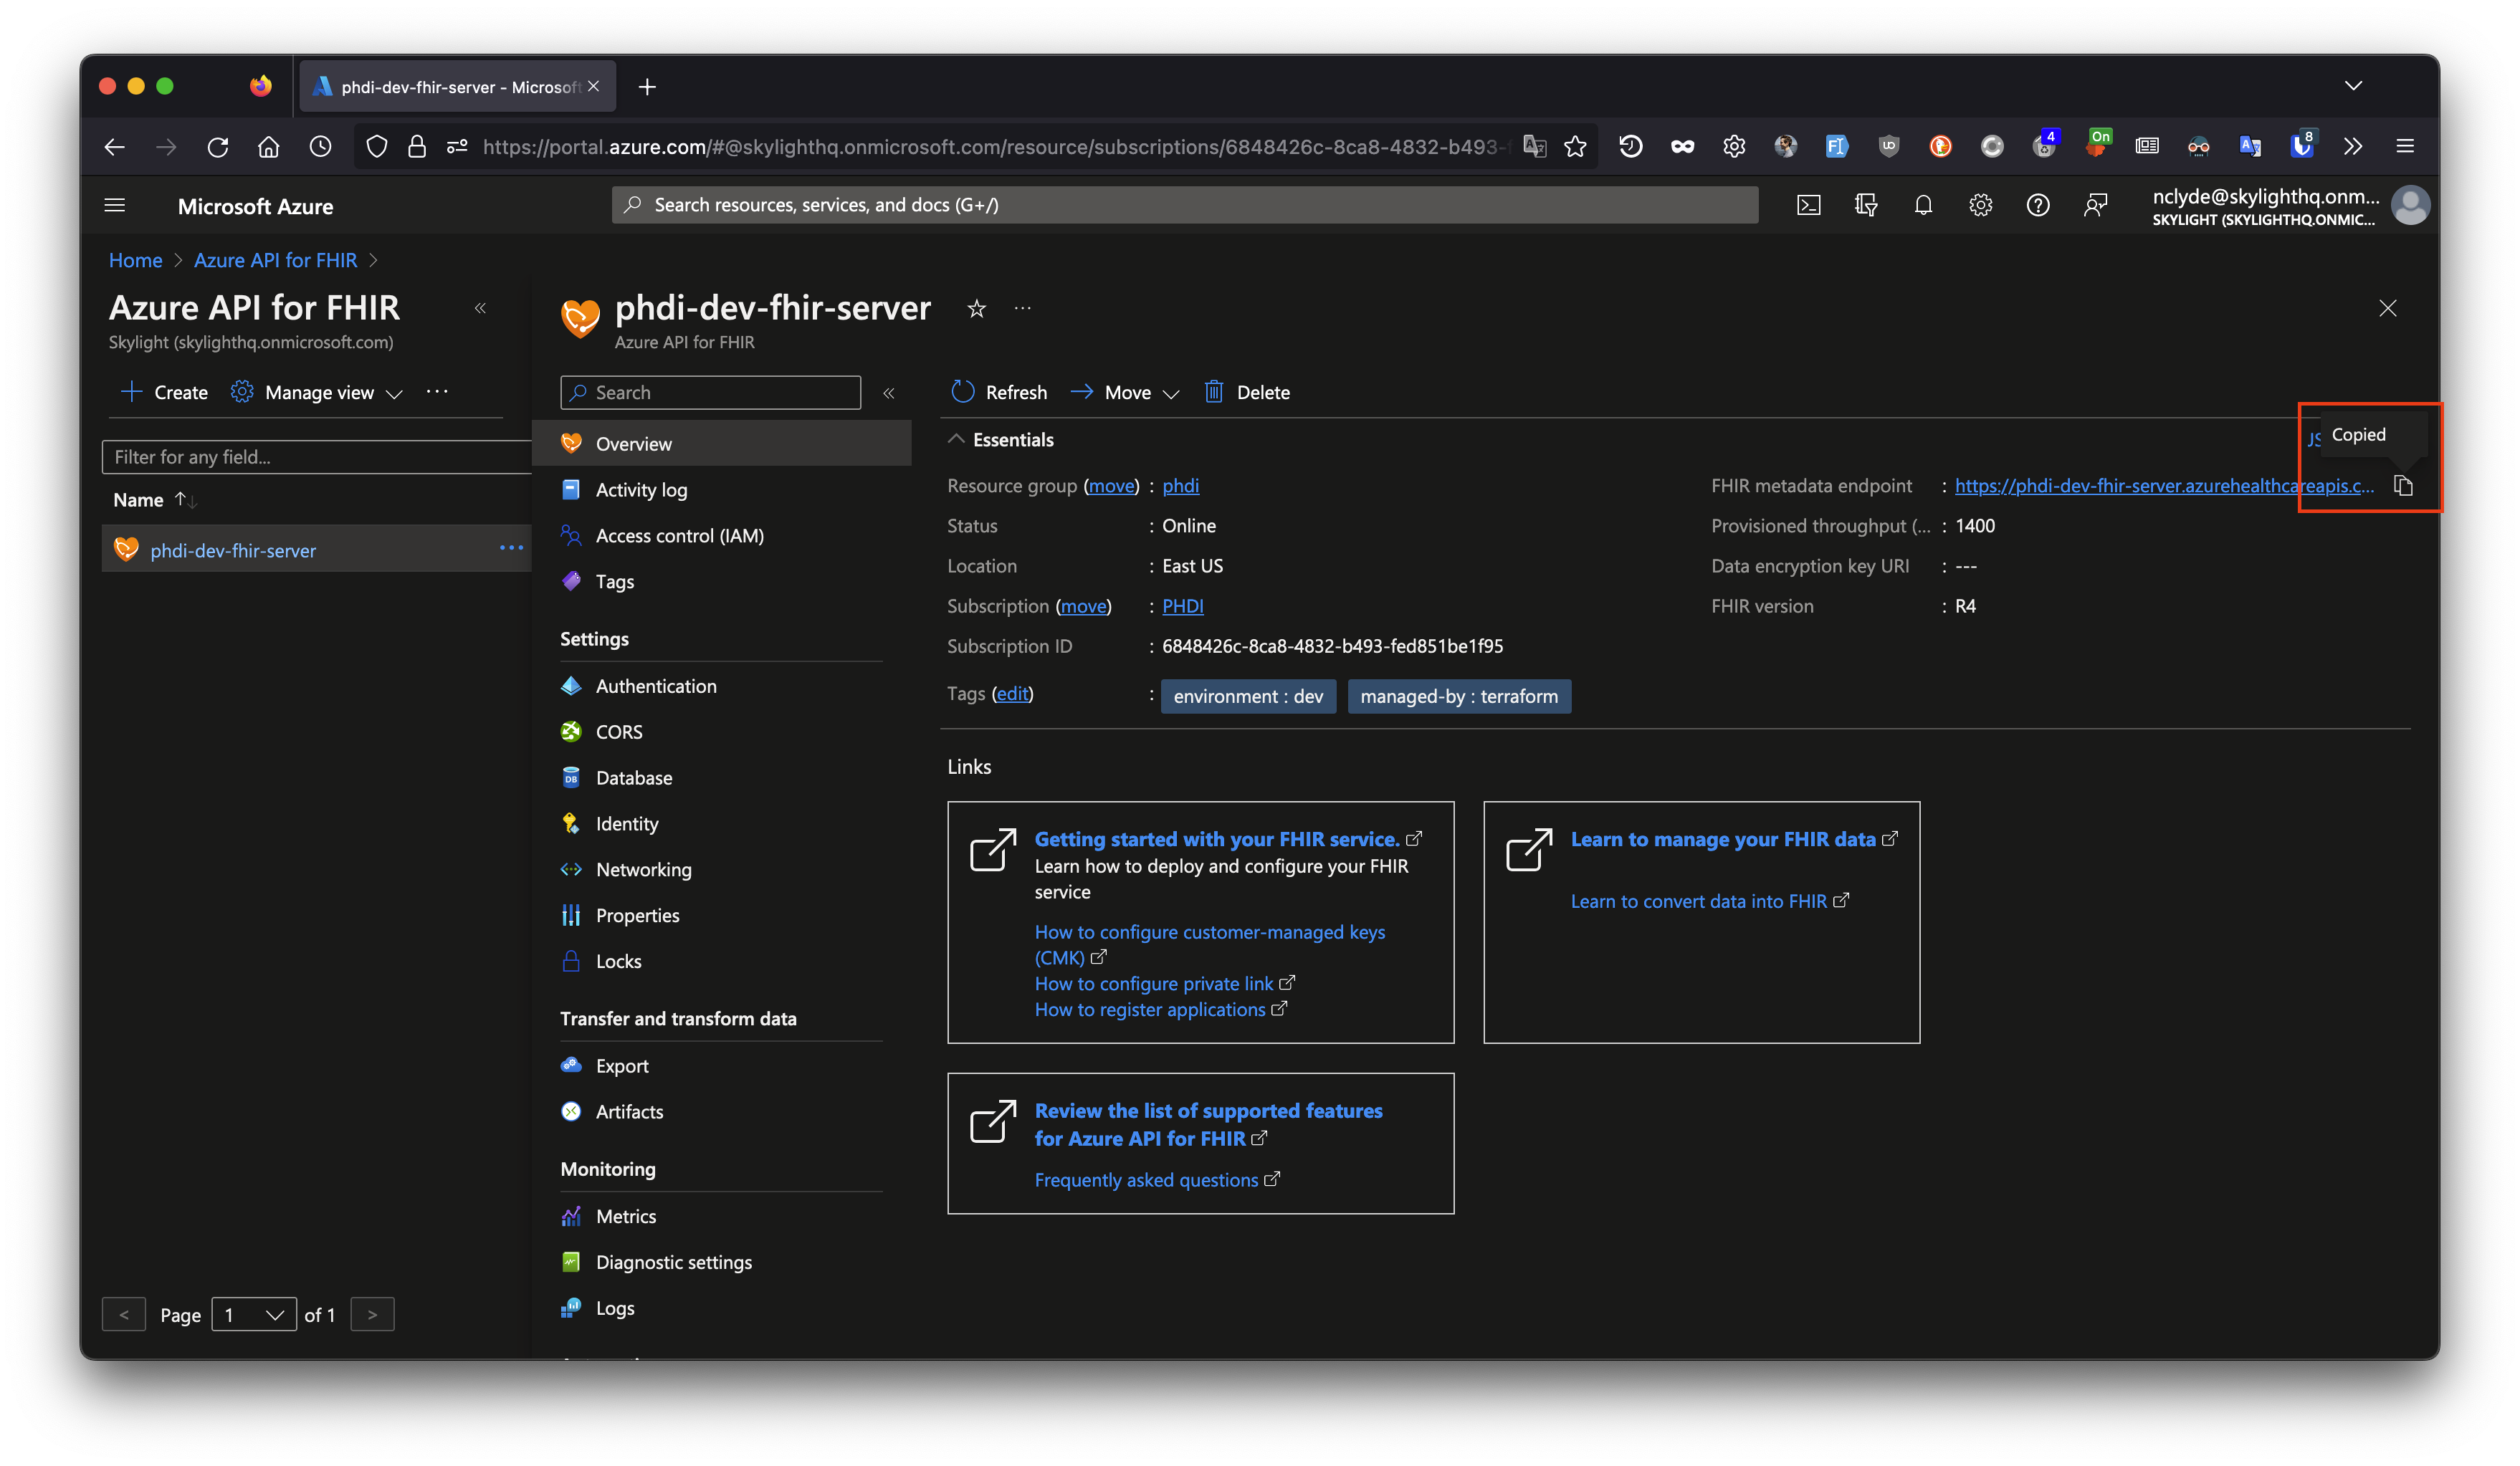 phdi-dev-fhir-server - Microsoft
https://portal.azure.com/#@skylighthq.onmicrosoft.com/resource/subscriptions/6848426c-8ca8-4832-b493-
4
On
8
Microsoft Azure
Search resources, services, and docs (G+/)
nclyde@skylighthq.onm...
SKYLIGHT (SKYLIGHTHQ.ONMIC...
Home > Azure API for FHIR >
Azure API for FHIR
Skylight (skylighthq.onmicrosoft.com)
Create
Manage view
Filter for any field...
Name
phdi-dev-fhir-server
Page 1 of 1
phdi-dev-fhir-server
Azure API for FHIR
Search
Overview
Activity log
Access control (IAM)
Tags
Settings
Authentication
CORS
Database
Identity
Networking
Properties
Locks
Transfer and transform data
Export
Artifacts
Monitoring
Metrics
Diagnostic settings
Logs
Refresh
Move
Delete
Essentials
JS
Copied
Resource group (move) : phdi
Status : Online
Location : East US
Subscription (move) : PHDI
Subscription ID : 6848426c-8ca8-4832-b493-fed851be1f95
Tags (edit) : environment : dev managed-by : terraform
FHIR metadata endpoint : https://phdi-dev-fhir-server.azurehealthcareapis.c...
Provisioned throughput (... : 1400
Data encryption key URI : ---
FHIR version : R4
Links
Getting started with your FHIR service.
Learn how to deploy and configure your FHIR
service
How to configure customer-managed keys
(CMK)
How to configure private link
How to register applications
Learn to manage your FHIR data
Learn to convert data into FHIR
Review the list of supported features
for Azure API for FHIR
Frequently asked questions